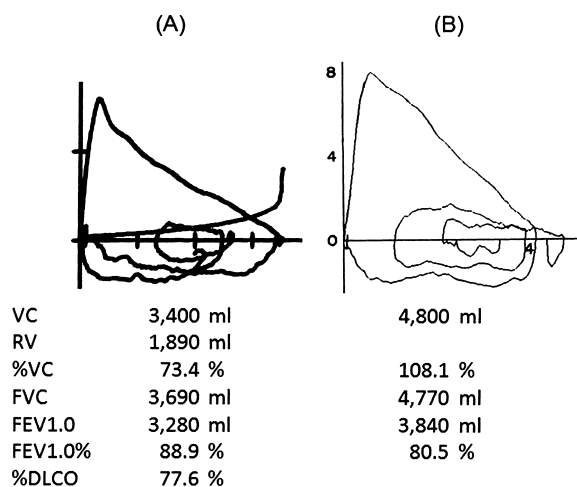 (A) (B)
8
4
0
4
VC 3,400 ml 4,800 ml
RV 1,890 ml
%VC 73.4 % 108.1 %
FVC 3,690 ml 4,770 ml
FEV1.0 3,280 ml 3,840 ml
FEV1.0% 88.9 % 80.5 %
%DLCO 77.6 %